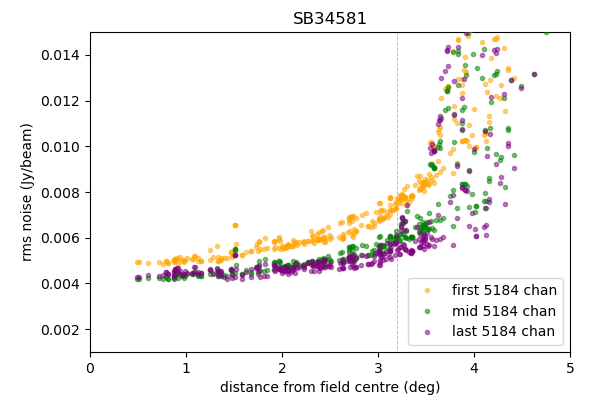 SB34581
0.014
0.012
0.010
0.008
0.006
0.004
0.002
rms noise (Jy/beam)
first 5184 chan
mid 5184 chan
last 5184 chan
0 1 2 3 4 5
distance from field centre (deg)